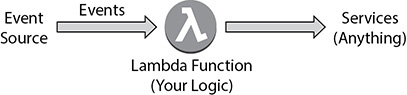 Event
Source
Events
λ
Lambda Function
(Your Logic)
Services
(Anything)